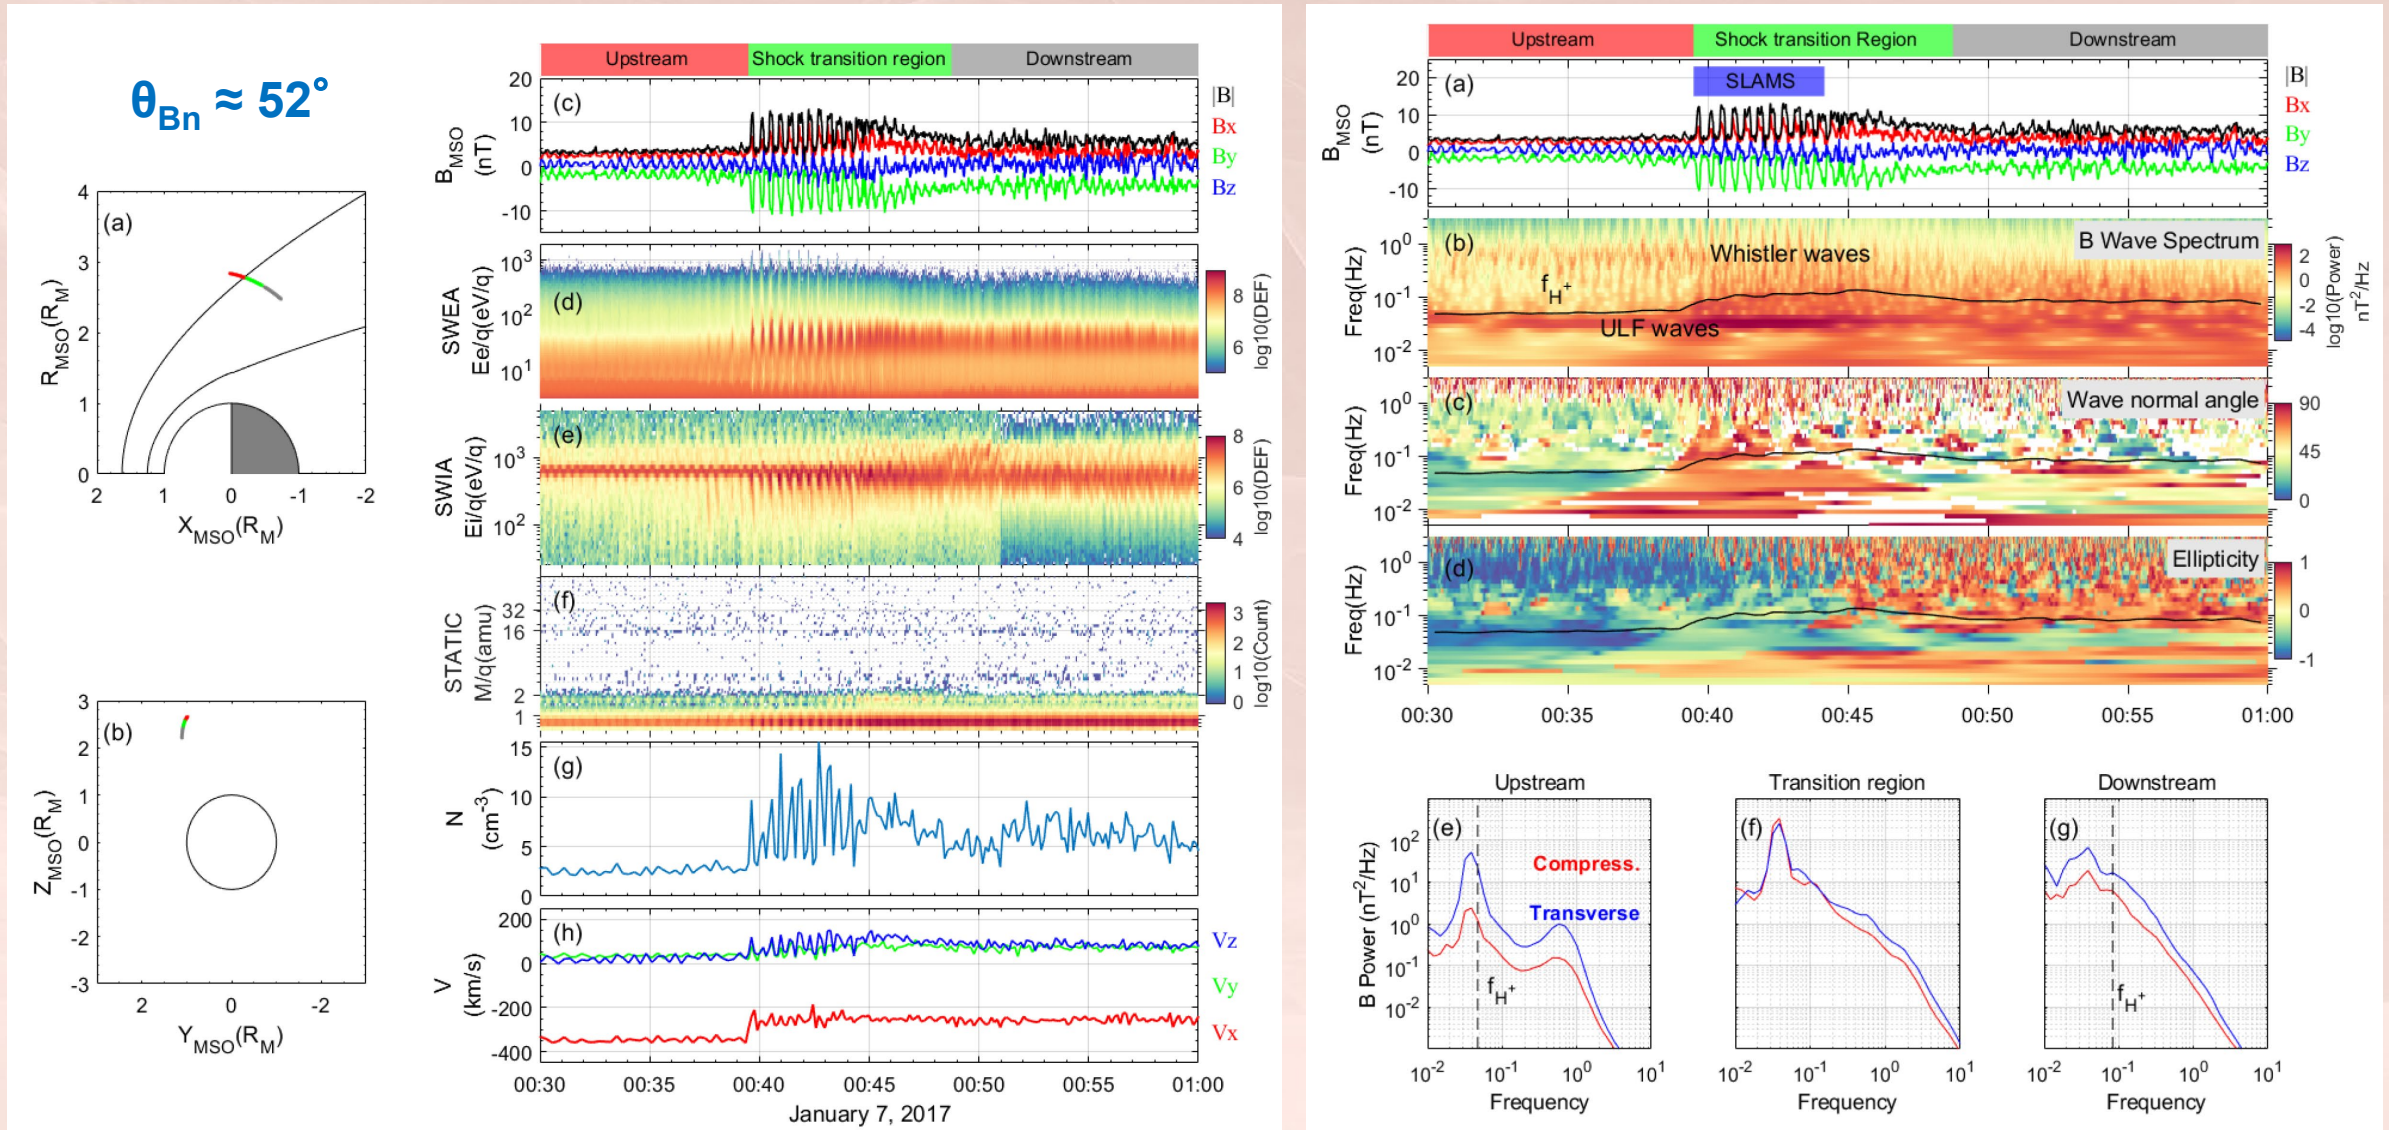 θBn ≈ 52°
(a)
RMSO(RM)
4
3
2
1
0
2 1 0 -1 -2
XMSO(RM)
(b)
ZMSO(RM)
3
2
1
0
-1
-2
-3
2 0 -2
YMSO(RM)
Upstream Shock transition region Downstream
(c)
BMSO
(nT)
20
10
0
-10
|B|
Bx
By
Bz
(d)
SWEA
Ee/q(eV/q)
10³
10²
10¹
8
6
log10(DEF)
(e)
SWIA
Ei/q(eV/q)
10³
10²
8
6
4
log10(DEF)
(f)
STATIC
M/q(amu)
32
16
2
1
3
2
1
0
log10(Count)
(g)
N
(cm⁻³)
15
10
5
0
(h)
V
(km/s)
200
0
-200
-400
Vz
Vy
Vx
00:30 00:35 00:40 00:45 00:50 00:55 01:00
January 7, 2017
Upstream Shock transition Region Downstream
(a)
SLAMS
BMSO
(nT)
20
10
0
-10
|B|
Bx
By
Bz
(b)
B Wave Spectrum
Whistler waves
fH+
ULF waves
Freq(Hz)
10⁰
10⁻¹
10⁻²
2
0
-2
-4
log10(Power)
nT²/Hz
(c)
Wave normal angle
Freq(Hz)
10⁰
10⁻¹
10⁻²
90
45
0
(d)
Ellipticity
Freq(Hz)
10⁰
10⁻¹
10⁻²
1
0
-1
00:30 00:35 00:40 00:45 00:50 00:55 01:00
Upstream Transition region Downstream
(e)
Compress.
Transverse
fH+
B Power (nT²/Hz)
10²
10¹
10⁰
10⁻¹
10⁻²
(f)
(g)
fH+
10⁻² 10⁻¹ 10⁰ 10¹ 10⁻² 10⁻¹ 10⁰ 10¹ 10⁻² 10⁻¹ 10⁰ 10¹
Frequency Frequency Frequency